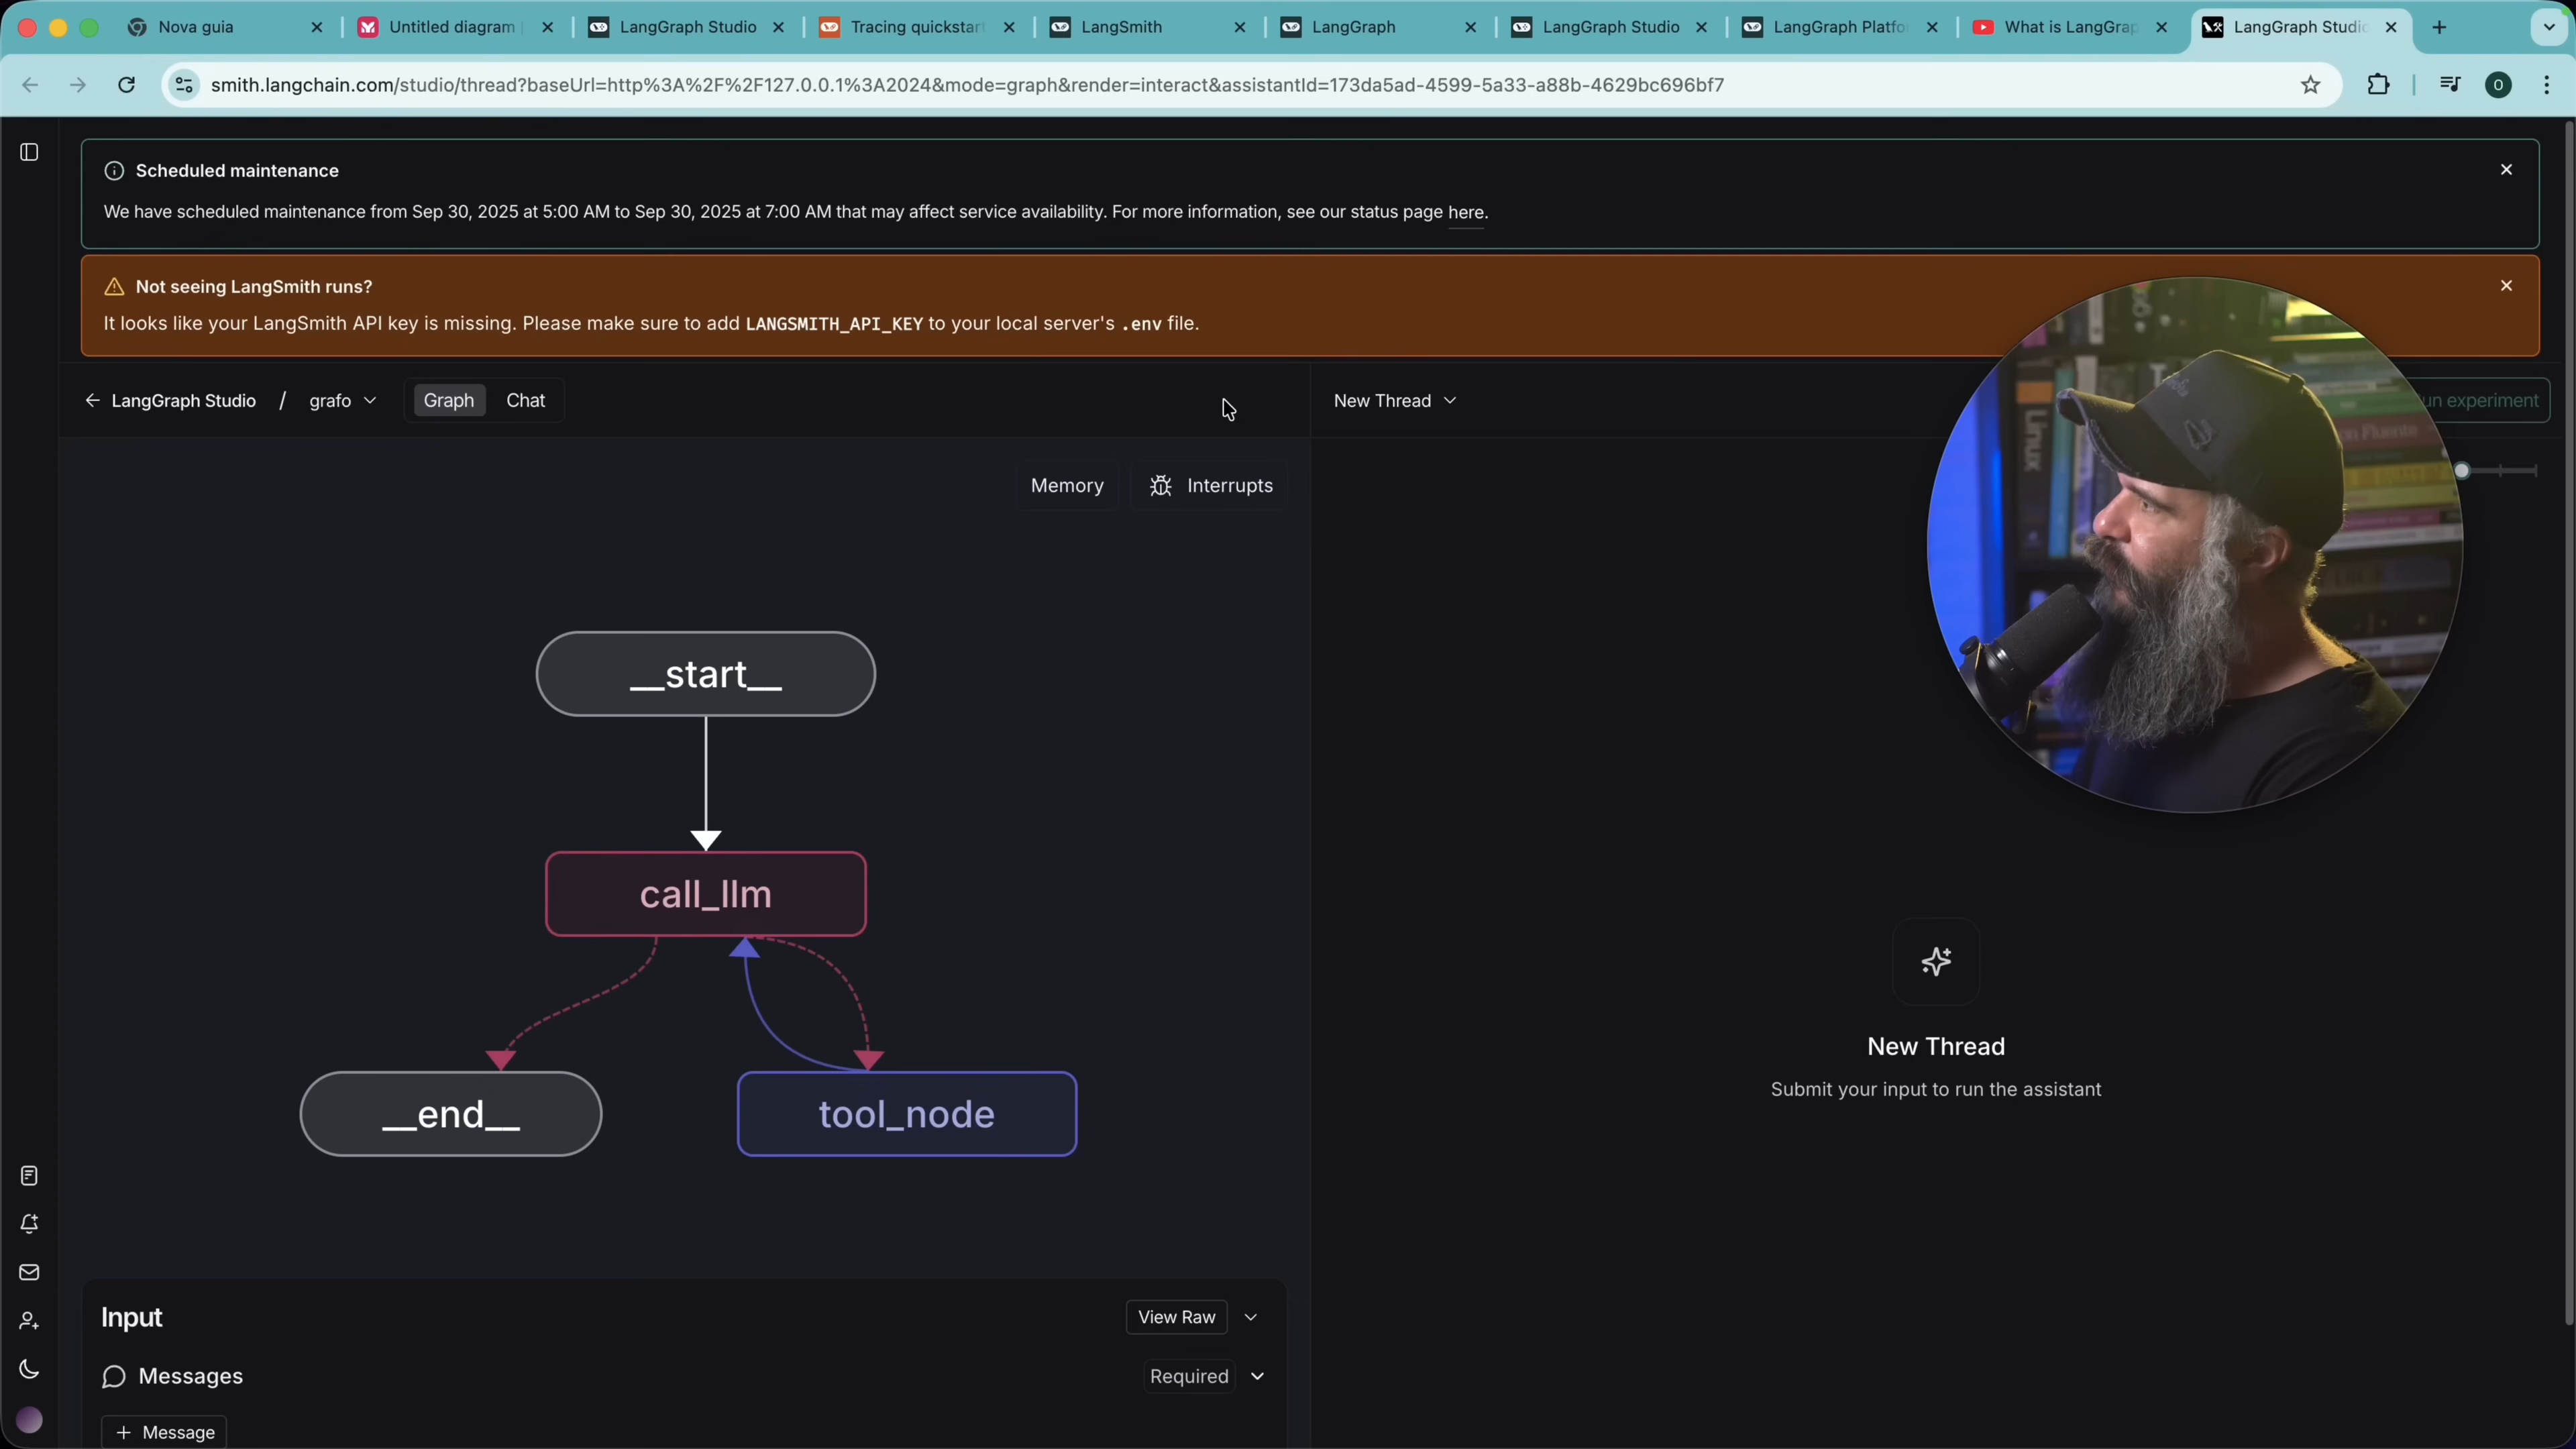 Nova guia
Untitled diagram
LangGraph Studio
Tracing quickstart
LangSmith
LangGraph
LangGraph Studio
LangGraph Platfo
What is LangGrap
LangGraph Studio
smith.langchain.com/studio/thread?baseUrl=http%3A%2F%2F127.0.0.1%3A2024&mode=graph&render=interact&assistantId=173da5ad-4599-5a33-a88b-4629bc696bf7
O
Scheduled maintenance
We have scheduled maintenance from Sep 30, 2025 at 5:00 AM to Sep 30, 2025 at 7:00 AM that may affect service availability. For more information, see our status page here.
Not seeing LangSmith runs?
It looks like your LangSmith API key is missing. Please make sure to add LANGSMITH_API_KEY to your local server's .env file.
LangGraph Studio / grafo
Graph
Chat
New Thread
un experiment
Memory
Interrupts
Linux
Fluente
__start__
call_llm
__end__
tool_node
New Thread
Submit your input to run the assistant
Input
View Raw
Messages
Required
+ Message